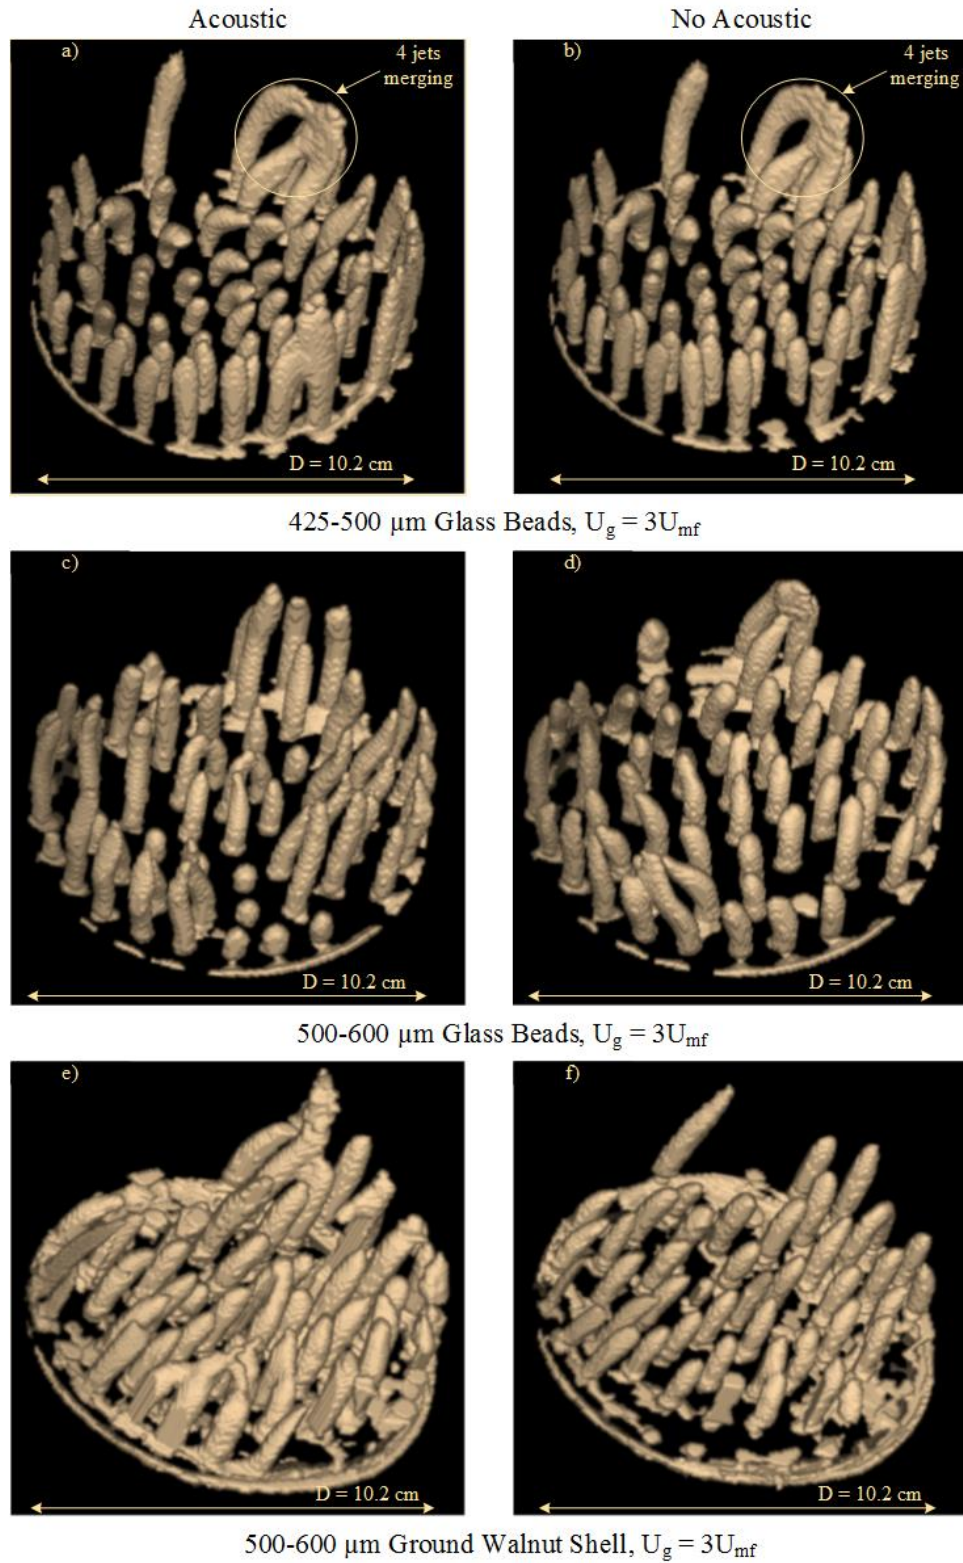 Acoustic
No Acoustic
a)
4 jets
merging
D = 10.2 cm
b)
4 jets
merging
D = 10.2 cm
425-500 µm Glass Beads, Ug = 3Umf
c)
D = 10.2 cm
d)
D = 10.2 cm
500-600 µm Glass Beads, Ug = 3Umf
e)
D = 10.2 cm
f)
D = 10.2 cm
500-600 µm Ground Walnut Shell, Ug = 3Umf